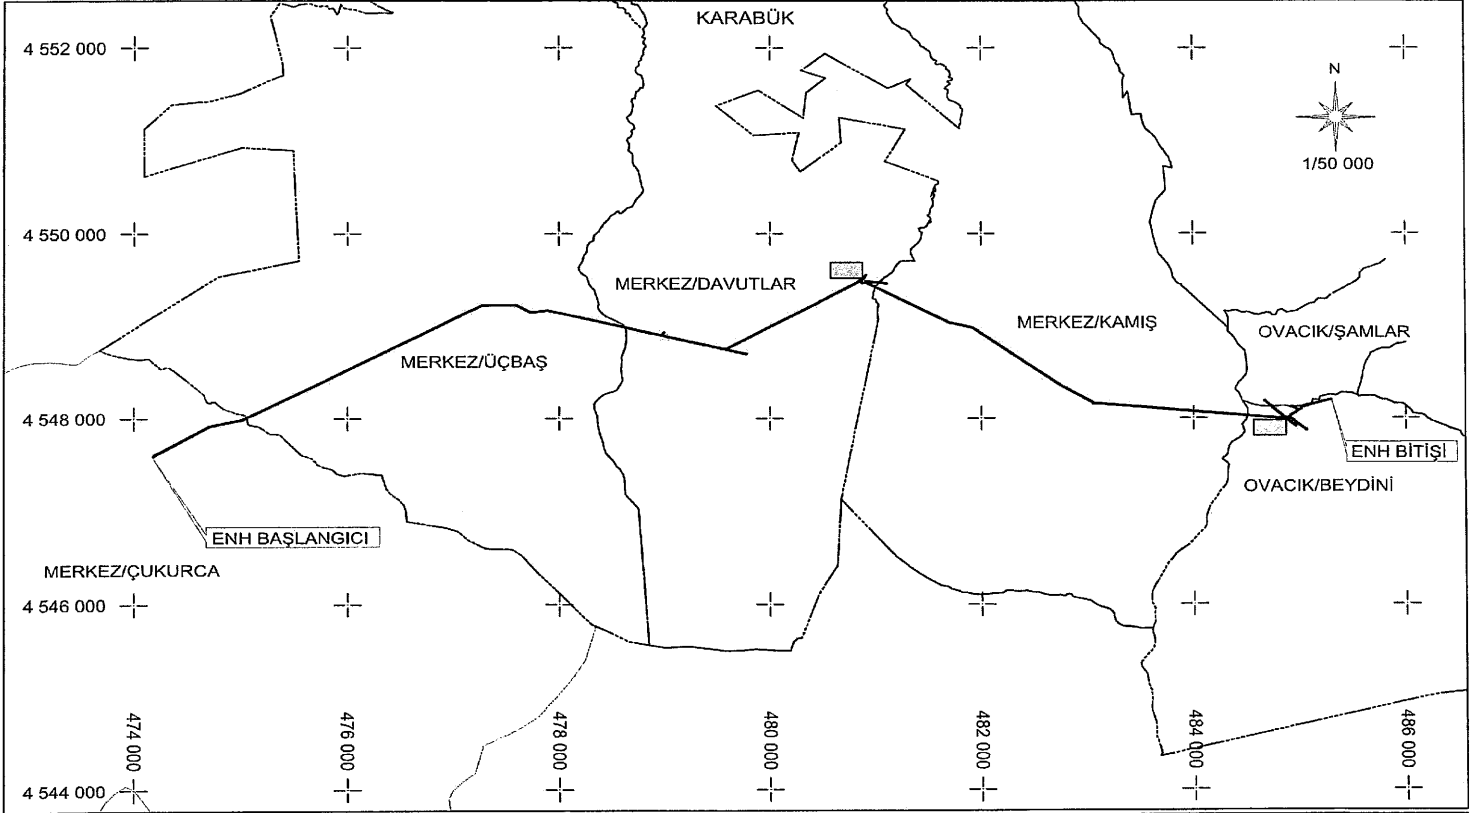 KARABÜK
4 552 000
N
1/50 000
4 550 000
MERKEZ/DAVUTLAR
MERKEZ/KAMIŞ
OVACIK/ŞAMLAR
MERKEZ/ÜÇBAŞ
4 548 000
ENH BİTİŞİ
OVACIK/BEYDİNİ
ENH BAŞLANGICI
MERKEZ/ÇUKURCA
4 546 000
474 000
476 000
478 000
480 000
482 000
484 000
486 000
4 544 000